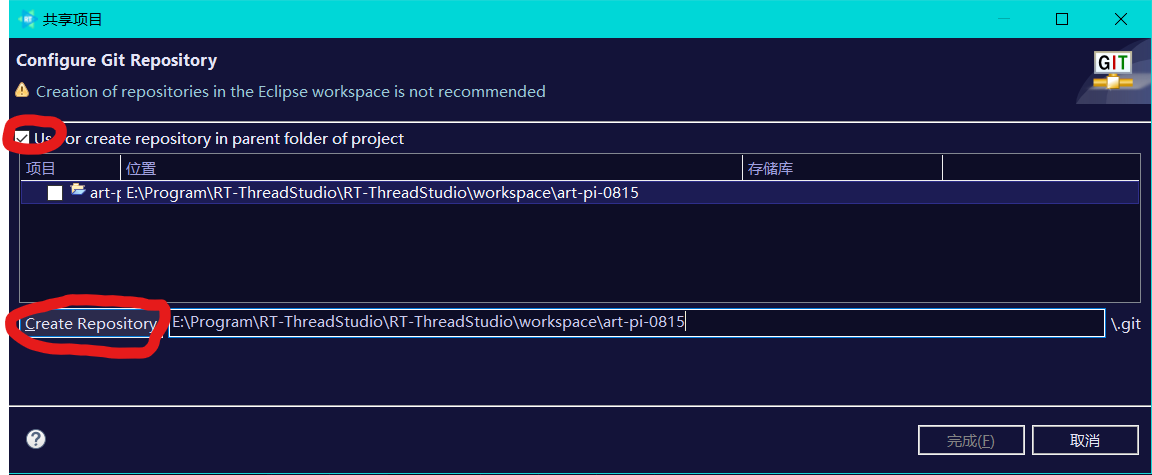 共享项目
Configure Git Repository
GIT
Creation of repositories in the Eclipse workspace is not recommended
or create repository in parent folder of project
项目 位置 存储库
art-p E:\Program\RT-ThreadStudio\RT-ThreadStudio\workspace\art-pi-0815
Create Repository E:\Program\RT-ThreadStudio\RT-ThreadStudio\workspace\art-pi-0815 \.git
完成(F) 取消